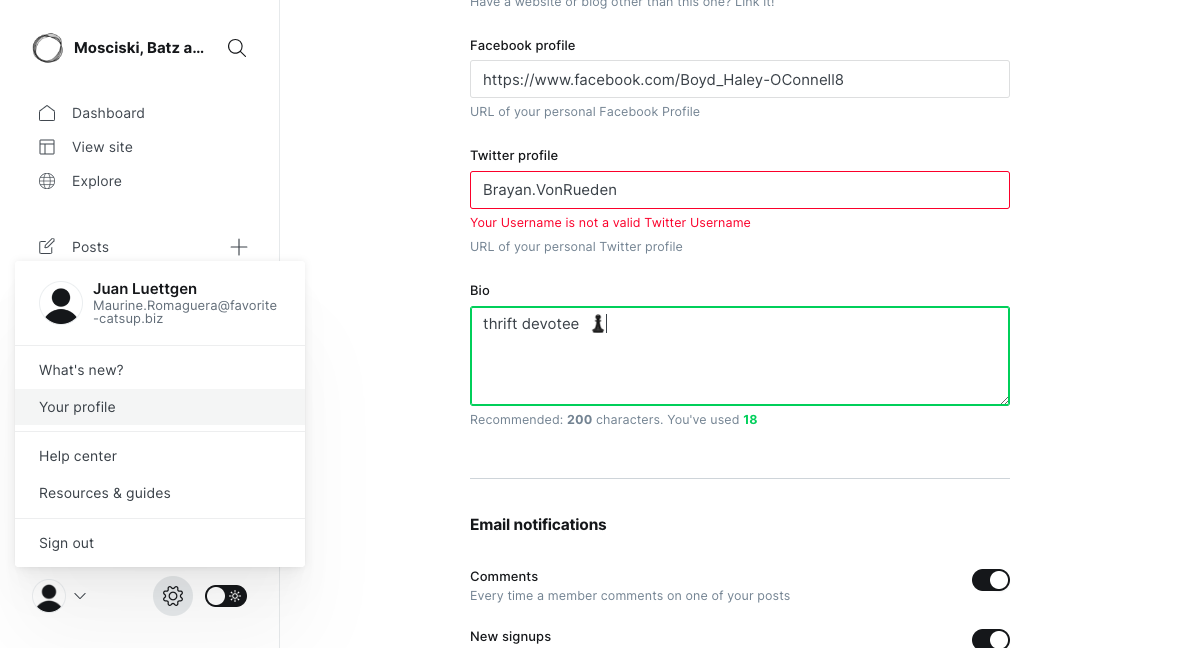 Have a website or blog other than this one? Link it!
Mosciski, Batz a...
Facebook profile
https://www.facebook.com/Boyd_Haley-OConnell8
URL of your personal Facebook Profile
Dashboard
View site
Explore
Twitter profile
Brayan.VonRueden
Your Username is not a valid Twitter Username
URL of your personal Twitter profile
Posts
Juan Luettgen
Maurine.Romaguera@favorite
-catsup.biz
What's new?
Your profile
Help center
Resources & guides
Sign out
Bio
thrift devotee ♟
Recommended: 200 characters. You've used 18
Email notifications
Comments
Every time a member comments on one of your posts
New signups